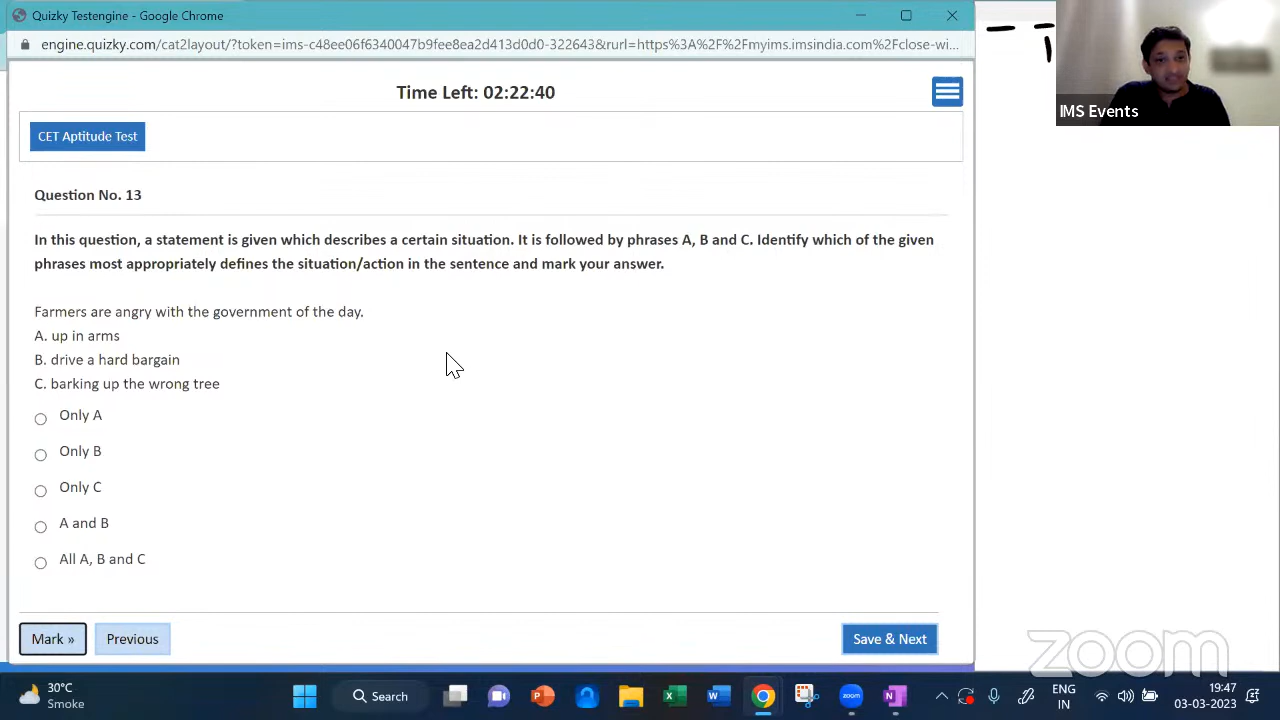 Quizky Testengine - Google Chrome
engine.quizky.com/cat2layout/?token=ims-c48ec06f6340047b9fee8ea2d413d0d0-322643&rurl=https%3A%2F%2Fmyims.imsindia.com%2Fclose-wi...
Time Left: 02:22:40
IMS Events
CET Aptitude Test
Question No. 13
In this question, a statement is given which describes a certain situation. It is followed by phrases A, B and C. Identify which of the given
phrases most appropriately defines the situation/action in the sentence and mark your answer.
Farmers are angry with the government of the day.
A. up in arms
B. drive a hard bargain
C. barking up the wrong tree
Only A
Only B
Only C
A and B
All A, B and C
Mark »
Previous
Save & Next
zoom
30°C
Smoke
Search
zoom
ENG
IN
19:47
03-03-2023